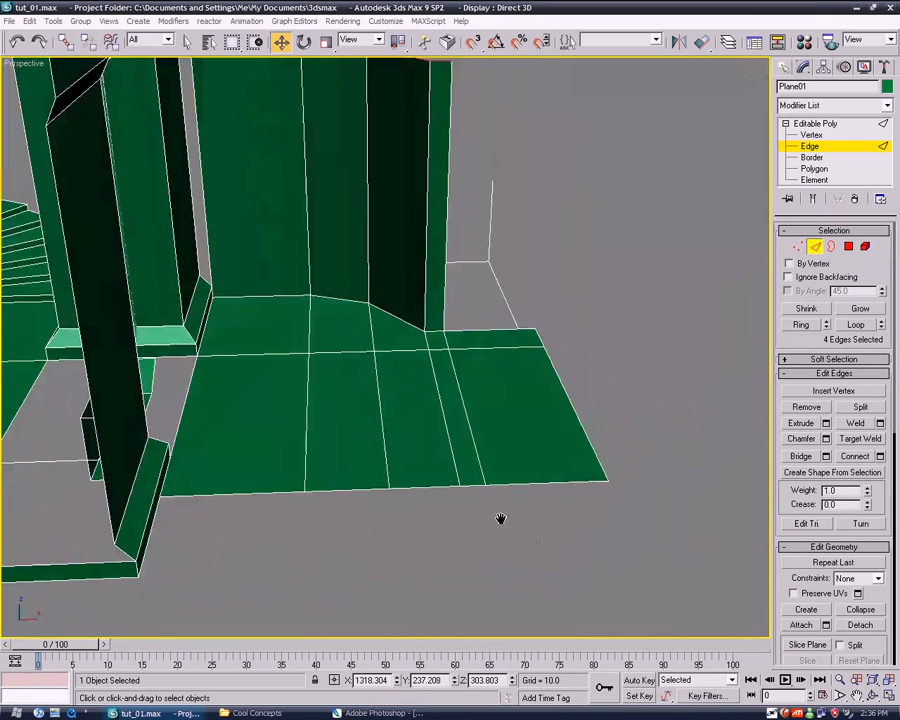 tut_01.max - Project Folder: C:\Documents and Settings\Me\My Documents\3dsmax - Autodesk 3ds Max 9 SP2 - Display : Direct 3D
File Edit Tools Group Views Create Modifiers reactor Animation Graph Editors Rendering Customize MAXScript Help
All View View
Perspective
Plane01
Modifier List
Editable Poly
Vertex
Edge
Border
Polygon
Element
- Selection
By Vertex
Ignore Backfacing
By Angle: 45.0
Shrink Grow
Ring Loop
4 Edges Selected
+ Soft Selection
- Edit Edges
Insert Vertex
Remove Split
Extrude Weld
Chamfer Target Weld
Bridge Connect
Create Shape From Selection
Weight: 1.0
Crease: 0.0
Edit Tri. Turn
- Edit Geometry
Repeat Last
Constraints: None
Preserve UVs
Create Collapse
Attach Detach
Slice Plane Split
Slice Reset Plane
z
x
0 / 100
0 5 10 15 20 25 30 35 40 45 50 55 60 65 70 75 80 85 90 95 100
1 Object Selected X: 1318.304 Y: 237.208 Z: 303.803 Grid = 10.0 Auto Key Selected
Click or click-and-drag to select objects Add Time Tag Set Key Key Filters... 0
tut_01.max - Proj... Cool Concepts Adobe Photoshop - [... 2:36 PM